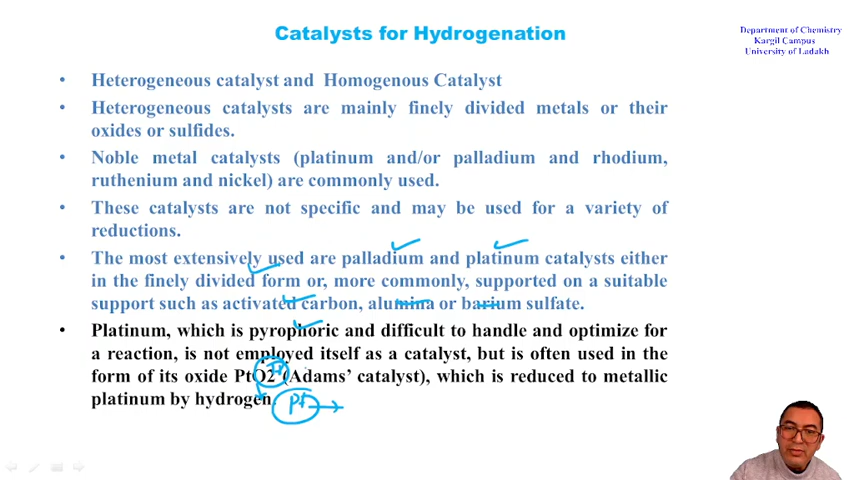 Catalysts for Hydrogenation
Department of Chemistry
Kargil Campus
University of Ladakh
• Heterogeneous catalyst and Homogenous Catalyst
• Heterogeneous catalysts are mainly finely divided metals or their
oxides or sulfides.
• Noble metal catalysts (platinum and/or palladium and rhodium,
ruthenium and nickel) are commonly used.
• These catalysts are not specific and may be used for a variety of
reductions.
• The most extensively used are palladium and platinum catalysts either
in the finely divided form or, more commonly, supported on a suitable
support such as activated carbon, alumina or barium sulfate.
• Platinum, which is pyrophoric and difficult to handle and optimize for
a reaction, is not employed itself as a catalyst, but is often used in the
form of its oxide PtO2 (Adams' catalyst), which is reduced to metallic
platinum by hydrogen.
Pt